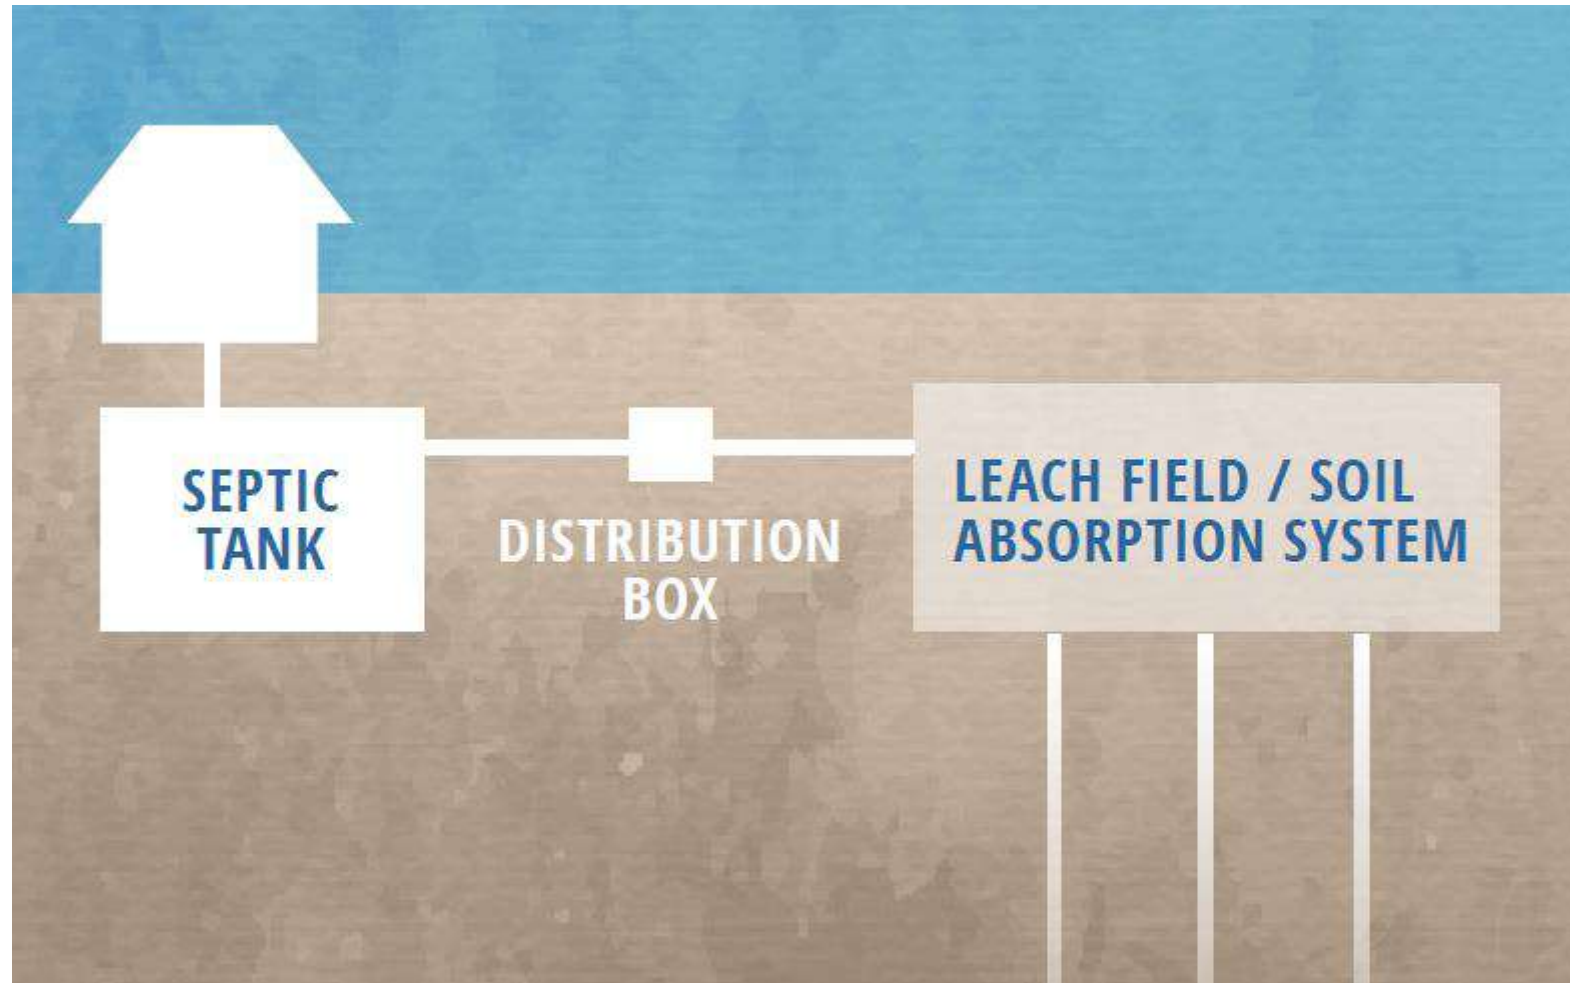 SEPTIC
TANK
DISTRIBUTION
BOX
LEACH FIELD / SOIL
ABSORPTION SYSTEM